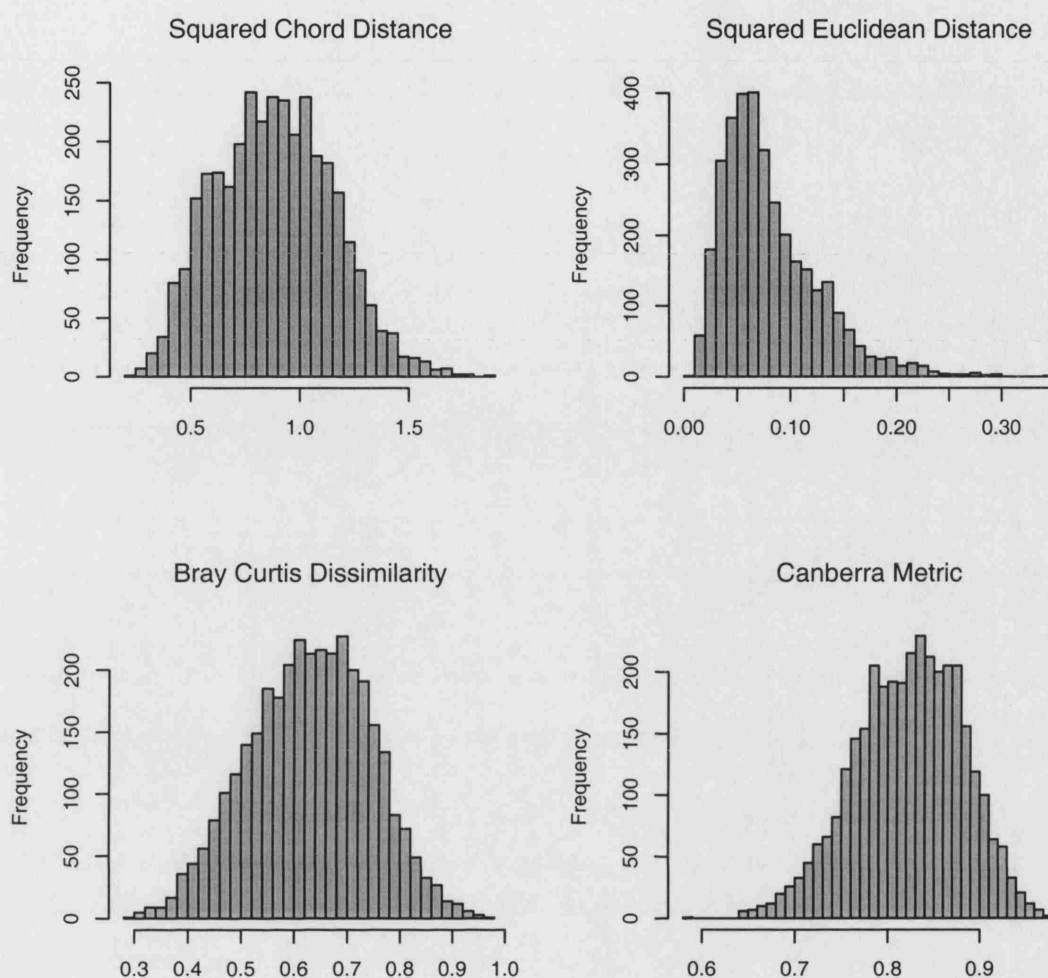 Squared Chord Distance
Frequency
0
50
100
150
200
250
0.5 1.0 1.5
Squared Euclidean Distance
Frequency
0
100
200
300
400
0.00 0.10 0.20 0.30
Bray Curtis Dissimilarity
Frequency
0
50
100
150
200
0.3 0.4 0.5 0.6 0.7 0.8 0.9 1.0
Canberra Metric
Frequency
0
50
100
150
200
0.6 0.7 0.8 0.9